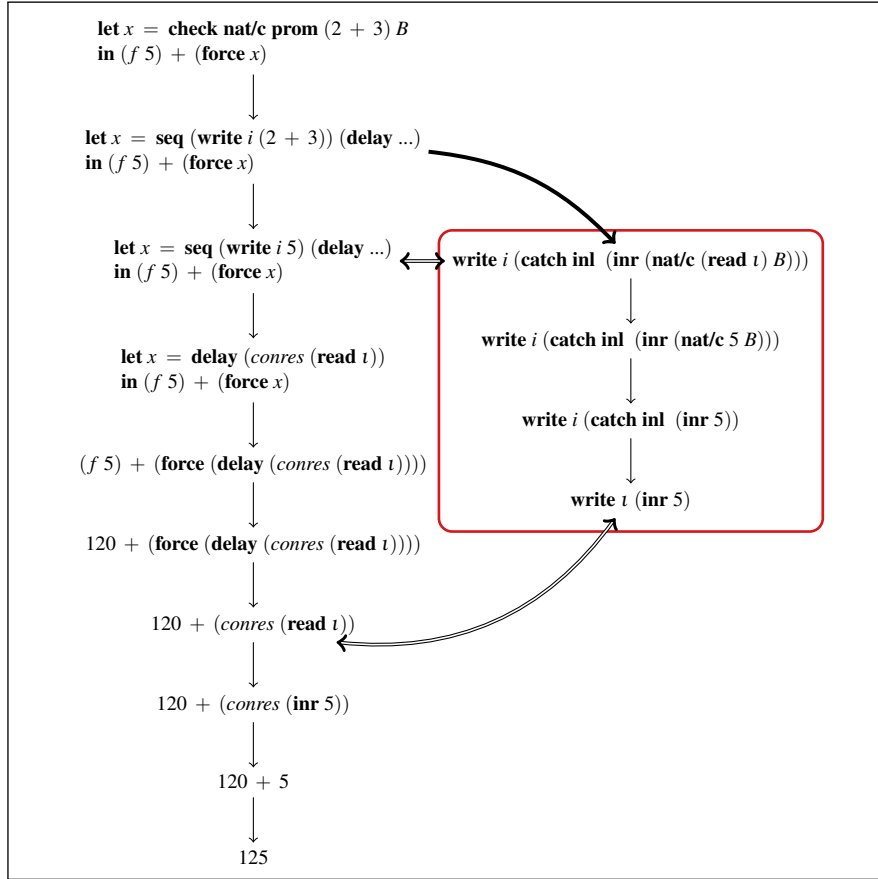 let x = check nat/c prom (2 + 3) B
in (f 5) + (force x)
let x = seq (write i (2 + 3)) (delay ...)
in (f 5) + (force x)
let x = seq (write i 5) (delay ...)
in (f 5) + (force x)
let x = delay (conres (read ι))
in (f 5) + (force x)
(f 5) + (force (delay (conres (read ι))))
120 + (force (delay (conres (read ι))))
120 + (conres (read ι))
120 + (conres (inr 5))
120 + 5
125
write i (catch inl (inr (nat/c (read ι) B)))
write i (catch inl (inr (nat/c 5 B)))
write i (catch inl (inr 5))
write ι (inr 5)